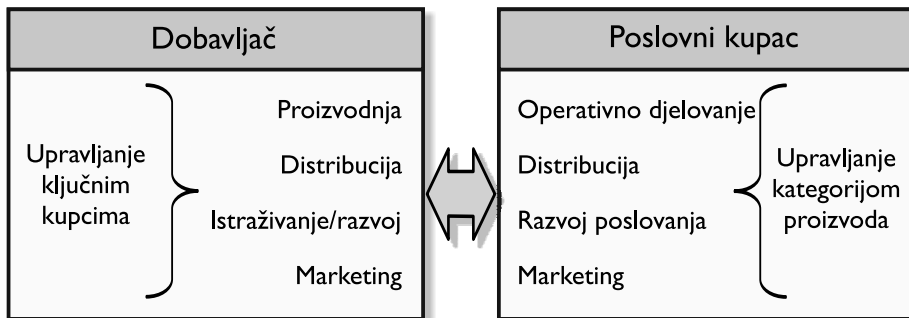 Dobavljač
Upravljanje
ključnim
kupcima
Proizvodnja
Distribucija
Istraživanje/razvoj
Marketing
Poslovni kupac
Operativno djelovanje
Distribucija
Razvoj poslovanja
Marketing
Upravljanje
kategorijom
proizvoda